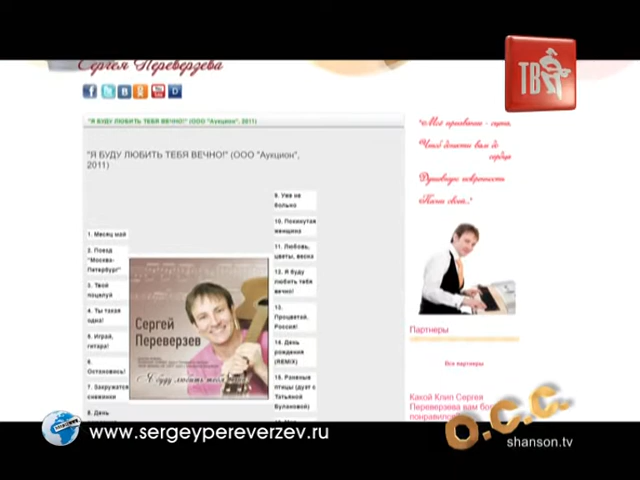 Сергея Переверзева
ТВ
"Я БУДУ ЛЮБИТЬ ТЕБЯ ВЕЧНО!" (ООО "Аукцион", 2011)
"Я БУДУ ЛЮБИТЬ ТЕБЯ ВЕЧНО!" (ООО "Аукцион",
2011)
1. Месяц май
2. Поезд
"Москва-
Петербург"
3. Твой
поцелуй
4. Ты такая
одна!
5. Играй,
гитара!
6.
Остановись!
7. Закружатся
снежинки
8. День
Сергей
Переверзев
Я буду любить тебя
9. Уже не
больно
10. Покинутая
женщина
11. Любовь,
цветы, весна
12. Я буду
любить тебя
вечно!
13.
Процветай,
Россия!
14. День
рождения
(REMIX)
15. Раненые
птицы (дуэт с
Татьяной
Булановой)
"Моё призвание - сцена,
Чтоб донести вам до
сердца
Душевную искренность
Партнеры
Все партнеры
Какой Клип Сергея
Переверзева вам
понравился
О.С.С.
shanson.tv
www.sergeypereverzev.ru